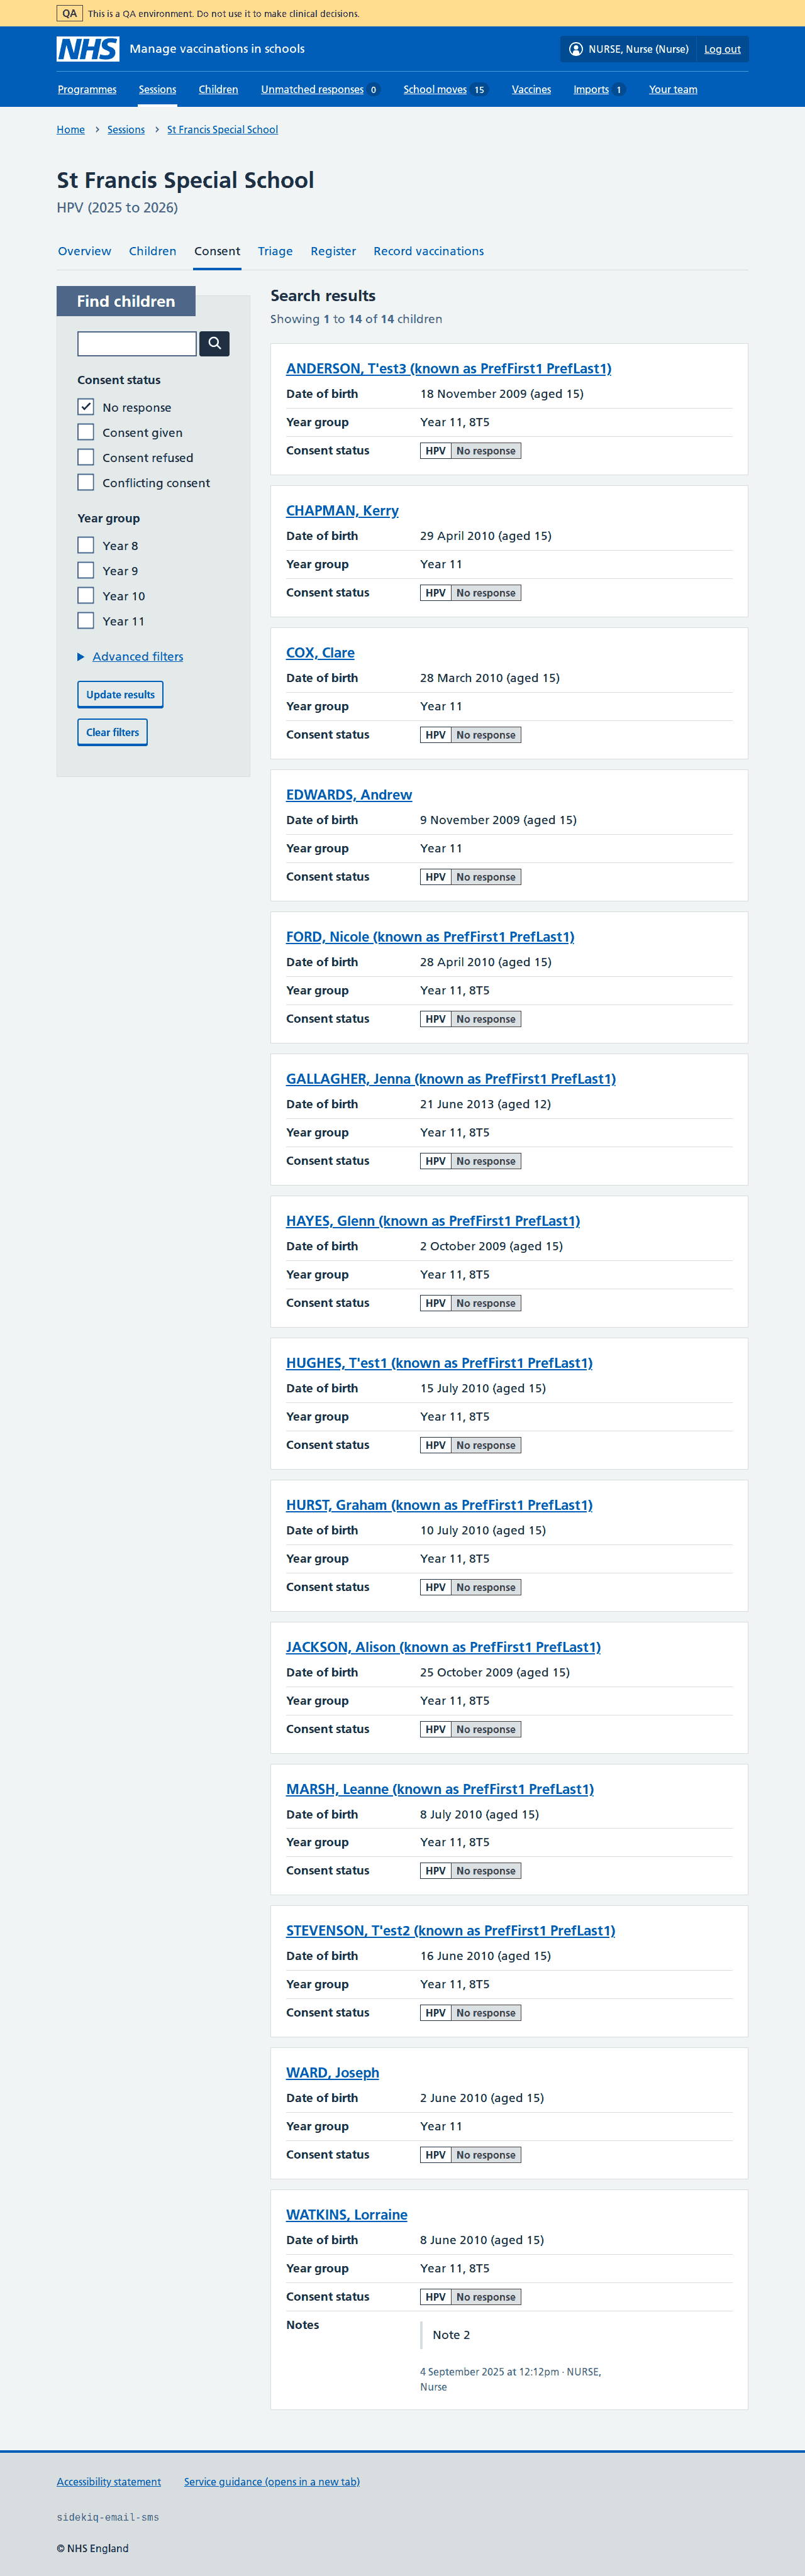 QA This is a QA environment. Do not use it to make clinical decisions.
NHS Manage vaccinations in schools NURSE, Nurse (Nurse) Log out
Programmes Sessions Children Unmatched responses 0 School moves 15 Vaccines Imports 1 Your team
Home Sessions St Francis Special School
St Francis Special School
HPV (2025 to 2026)
Overview Children Consent Triage Register Record vaccinations
Find children
Consent status
No response
Consent given
Consent refused
Conflicting consent
Year group
Year 8
Year 9
Year 10
Year 11
Advanced filters
Update results
Clear filters
Search results
Showing 1 to 14 of 14 children
ANDERSON, T'est3 (known as PrefFirst1 PrefLast1)
Date of birth 18 November 2009 (aged 15)
Year group Year 11, 8T5
Consent status HPV No response
CHAPMAN, Kerry
Date of birth 29 April 2010 (aged 15)
Year group Year 11
Consent status HPV No response
COX, Clare
Date of birth 28 March 2010 (aged 15)
Year group Year 11
Consent status HPV No response
EDWARDS, Andrew
Date of birth 9 November 2009 (aged 15)
Year group Year 11
Consent status HPV No response
FORD, Nicole (known as PrefFirst1 PrefLast1)
Date of birth 28 April 2010 (aged 15)
Year group Year 11, 8T5
Consent status HPV No response
GALLAGHER, Jenna (known as PrefFirst1 PrefLast1)
Date of birth 21 June 2013 (aged 12)
Year group Year 11, 8T5
Consent status HPV No response
HAYES, Glenn (known as PrefFirst1 PrefLast1)
Date of birth 2 October 2009 (aged 15)
Year group Year 11, 8T5
Consent status HPV No response
HUGHES, T'est1 (known as PrefFirst1 PrefLast1)
Date of birth 15 July 2010 (aged 15)
Year group Year 11, 8T5
Consent status HPV No response
HURST, Graham (known as PrefFirst1 PrefLast1)
Date of birth 10 July 2010 (aged 15)
Year group Year 11, 8T5
Consent status HPV No response
JACKSON, Alison (known as PrefFirst1 PrefLast1)
Date of birth 25 October 2009 (aged 15)
Year group Year 11, 8T5
Consent status HPV No response
MARSH, Leanne (known as PrefFirst1 PrefLast1)
Date of birth 8 July 2010 (aged 15)
Year group Year 11, 8T5
Consent status HPV No response
STEVENSON, T'est2 (known as PrefFirst1 PrefLast1)
Date of birth 16 June 2010 (aged 15)
Year group Year 11, 8T5
Consent status HPV No response
WARD, Joseph
Date of birth 2 June 2010 (aged 15)
Year group Year 11
Consent status HPV No response
WATKINS, Lorraine
Date of birth 8 June 2010 (aged 15)
Year group Year 11, 8T5
Consent status HPV No response
Notes Note 2
4 September 2025 at 12:12pm · NURSE,
Nurse
Accessibility statement Service guidance (opens in a new tab)
sidekiq-email-sms
© NHS England